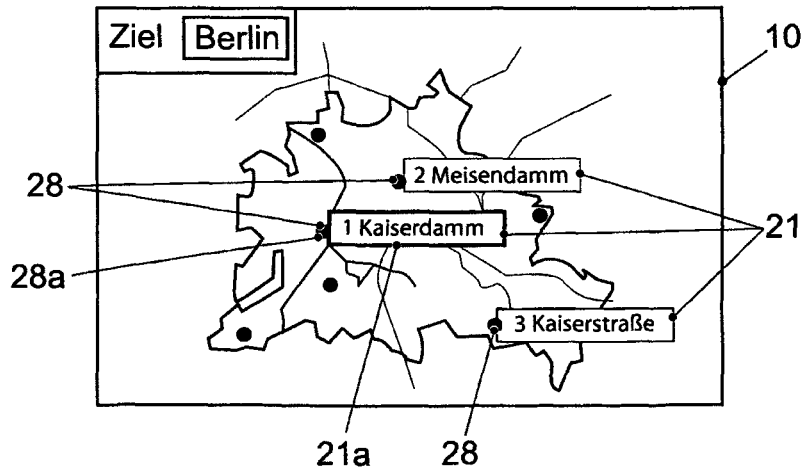 Ziel Berlin
10
2 Meisendamm
28
1 Kaiserdamm
21
28a
3 Kaiserstraße
21a
28